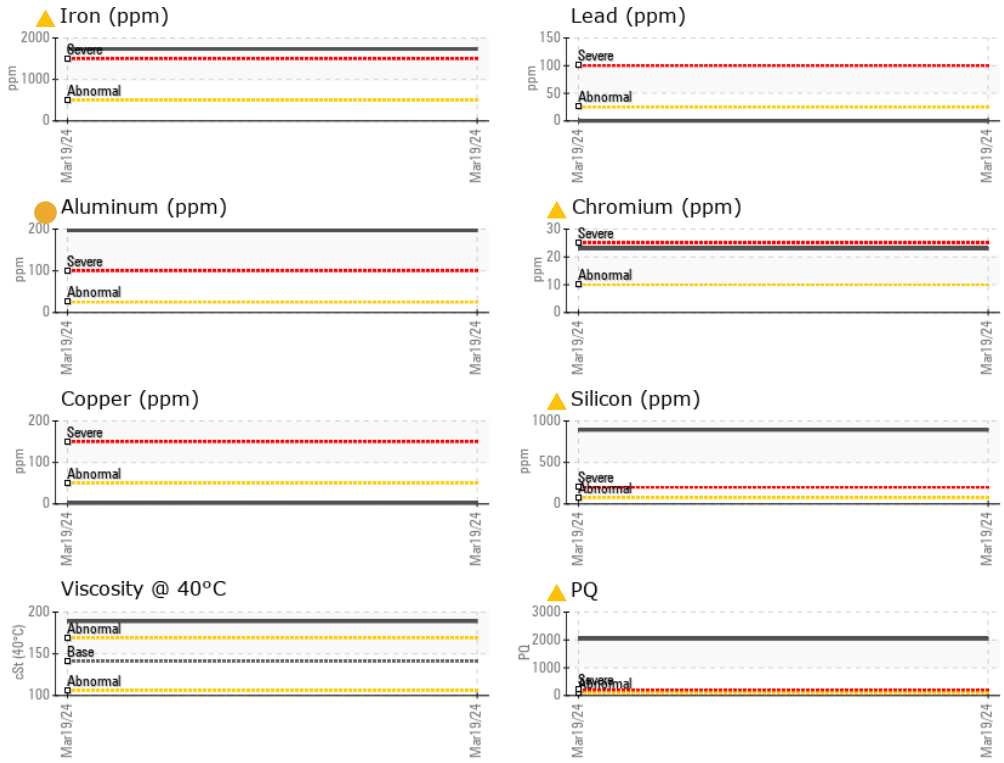 Iron (ppm)
2000
1000
0
ppm
Severe
Abnormal
Mar19/24
Mar19/24
Lead (ppm)
150
100
50
0
ppm
Severe
Abnormal
Mar19/24
Mar19/24
Aluminum (ppm)
200
100
0
ppm
Severe
Abnormal
Mar19/24
Mar19/24
Chromium (ppm)
30
20
10
0
ppm
Severe
Abnormal
Mar19/24
Mar19/24
Copper (ppm)
200
100
0
ppm
Severe
Abnormal
Mar19/24
Mar19/24
Silicon (ppm)
1000
500
0
ppm
Severe
Abnormal
Mar19/24
Mar19/24
Viscosity @ 40°C
200
150
100
cSt (40°C)
Abnormal
Base
Abnormal
Mar19/24
Mar19/24
PQ
3000
2000
1000
0
PQ
Severe
Abnormal
Mar19/24
Mar19/24